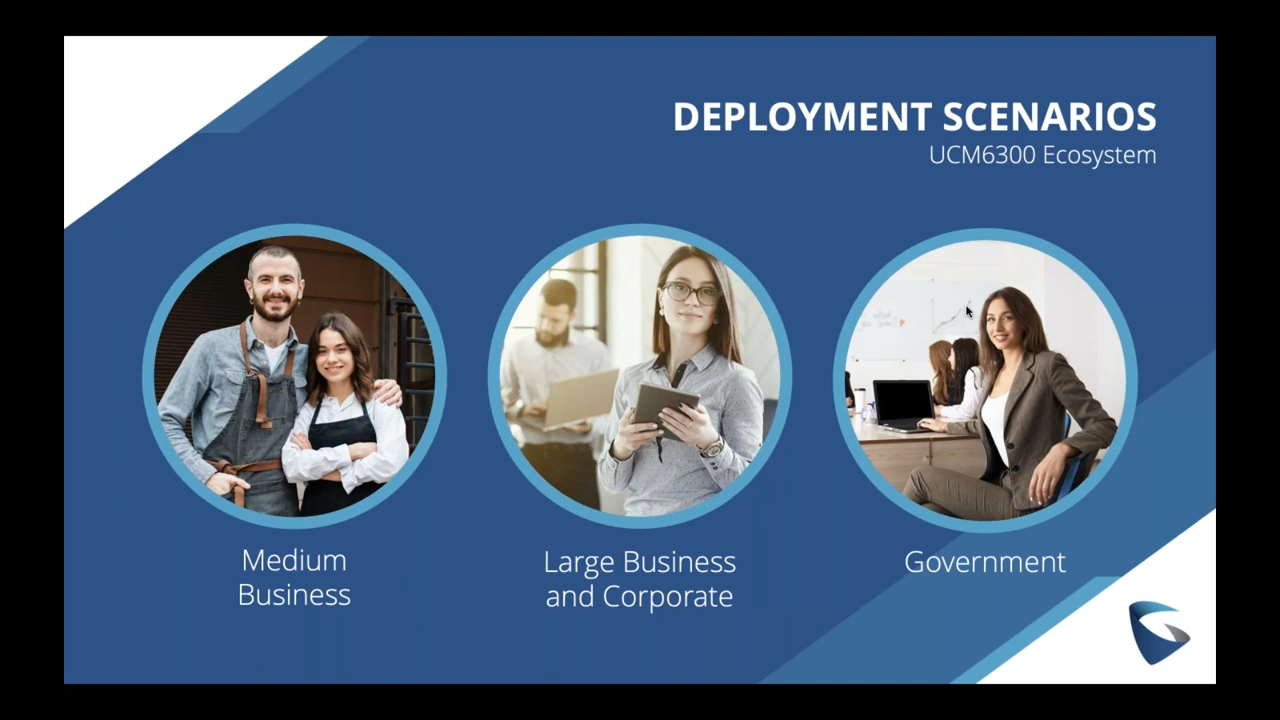 DEPLOYMENT SCENARIOS
UCM6300 Ecosystem
Medium
Business
Large Business
and Corporate
Government